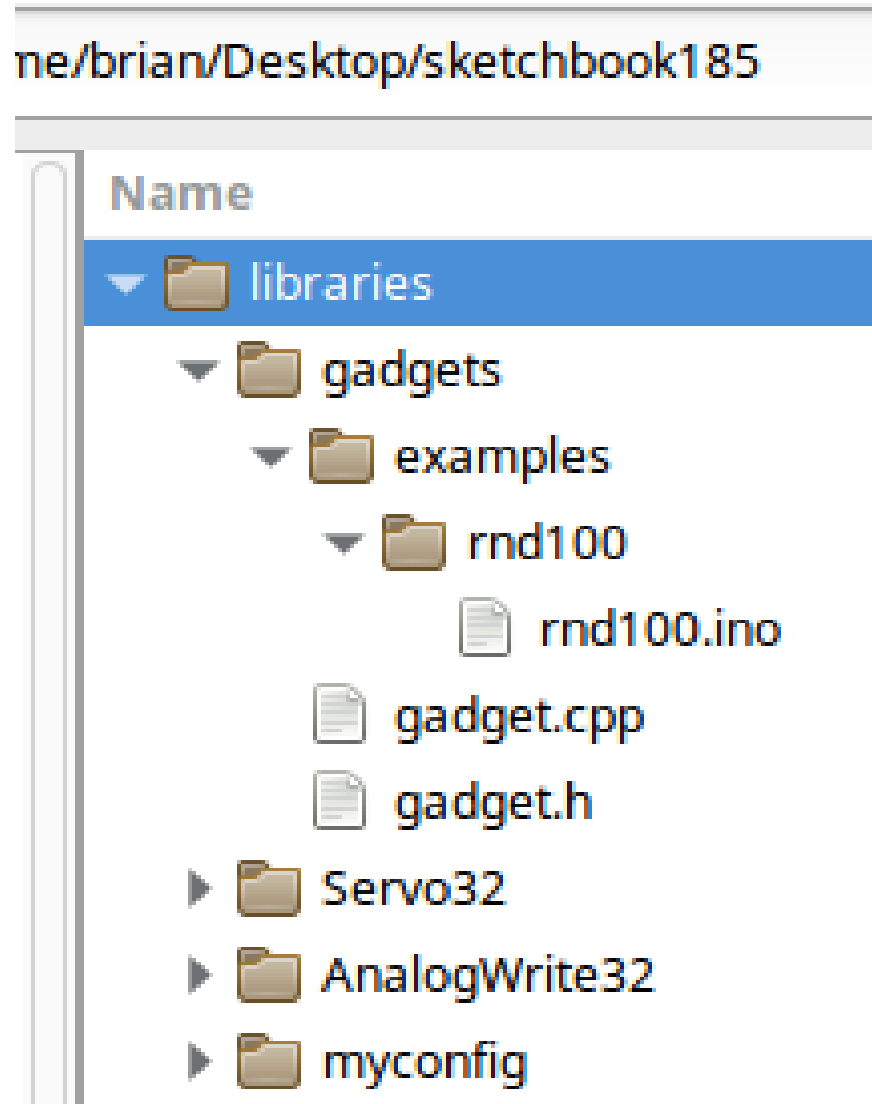 me/brian/Desktop/sketchbook185
Name
libraries
gadgets
examples
rnd100
rnd100.ino
gadget.cpp
gadget.h
Servo32
AnalogWrite32
myconfig